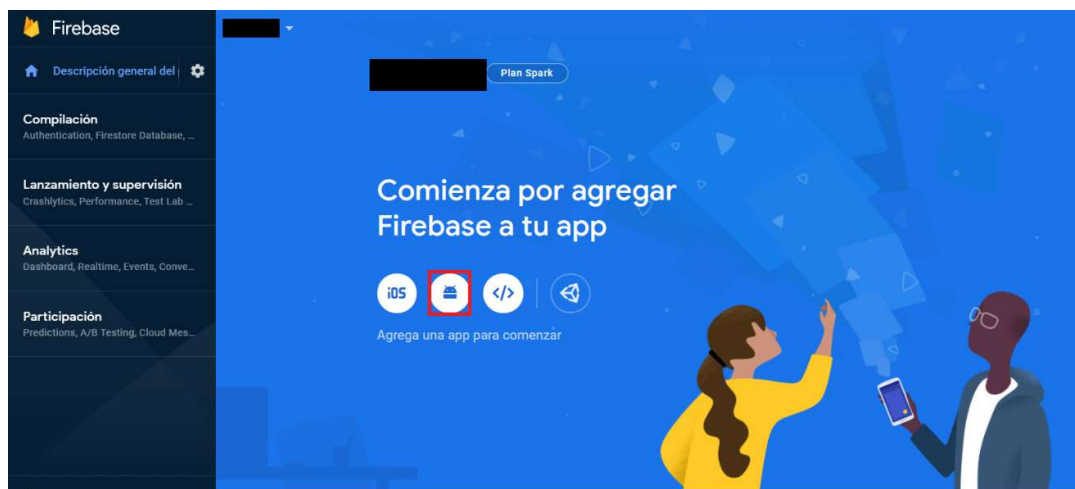 Firebase
Descripción general del
Plan Spark
Compilación
Authentication, Firestore Database, ...
Lanzamiento y supervisión
Crashlytics, Performance, Test Lab ...
Comienza por agregar
Firebase a tu app
Analytics
Dashboard, Realtime, Events, Conve...
iOS
</>
Participación
Predictions, A/B Testing, Cloud Mes...
Agrega una app para comenzar